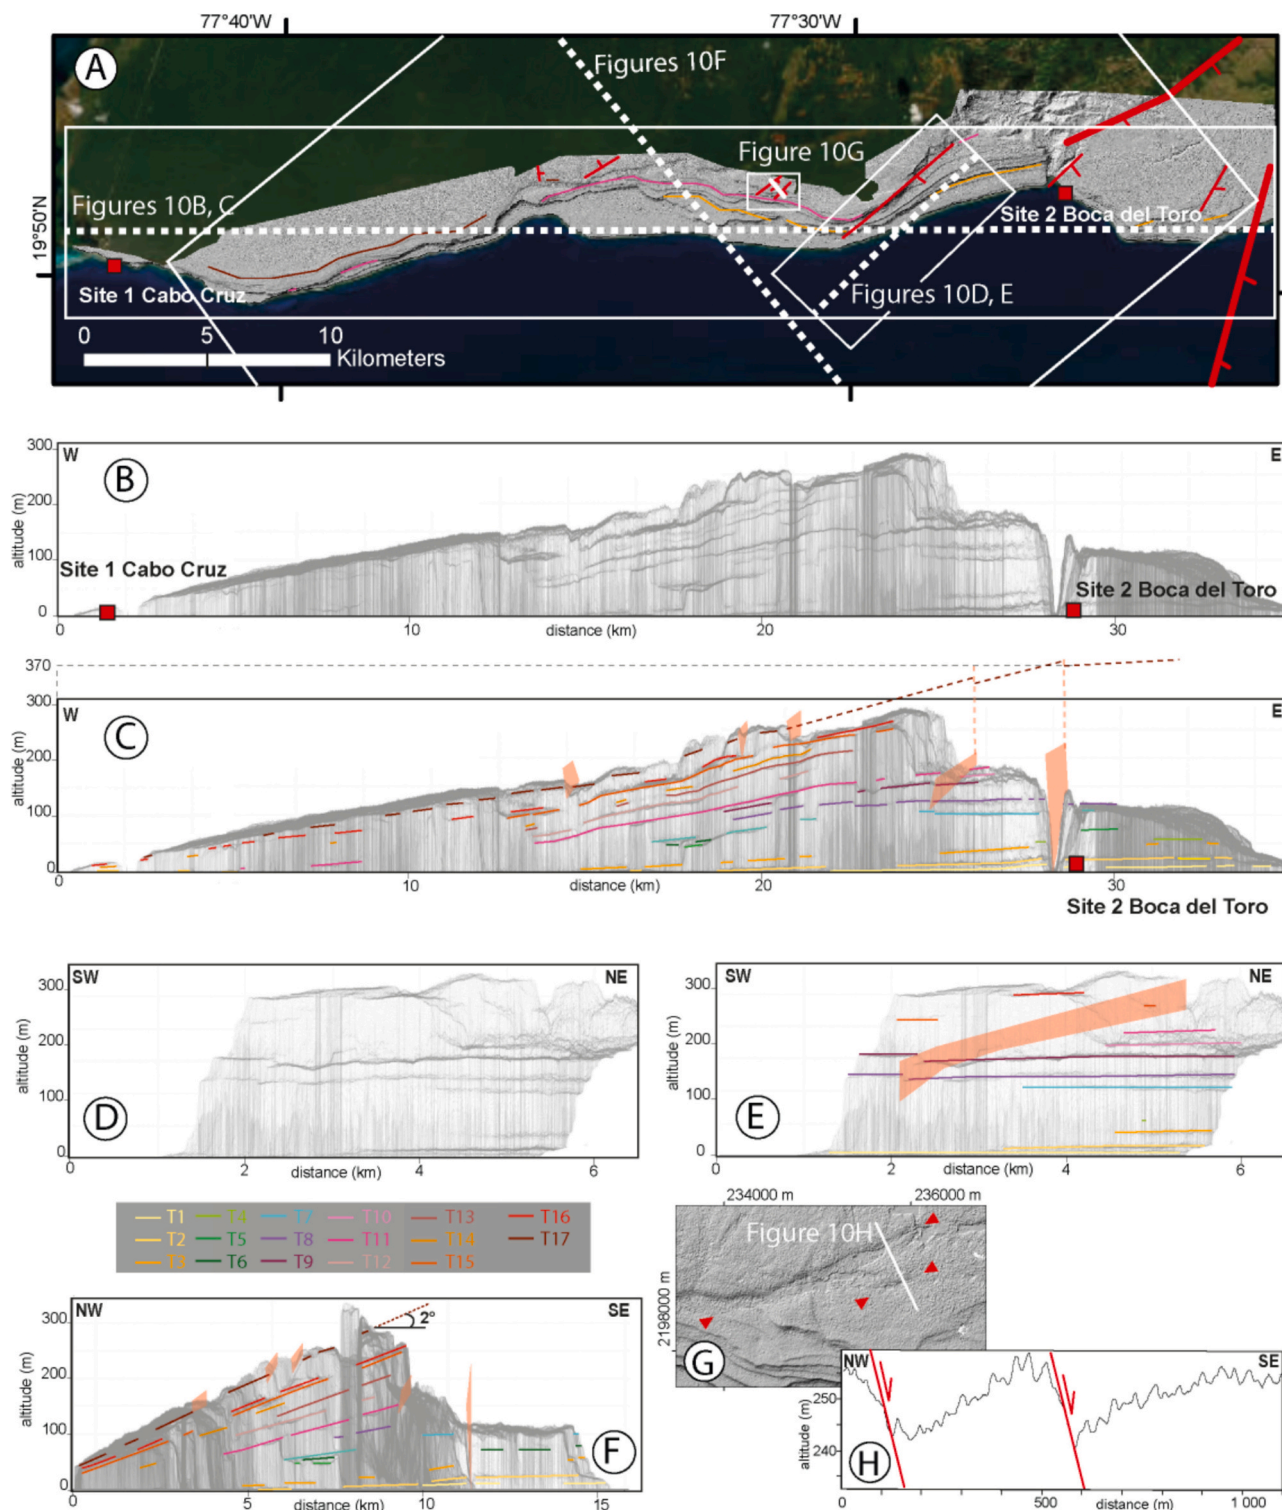 77°40'W
77°30'W
A
Figures 10F
Figure 10G
Figures 10B, C
Site 2 Boca del Toro
19°50'N
Site 1 Cabo Cruz
Figures 10D, E
0
5
10
Kilometers
300
W
E
B
200
altitude (m)
100
Site 1 Cabo Cruz
Site 2 Boca del Toro
0
0
10
distance (km)
20
30
370
300
W
E
C
200
altitude (m)
100
0
0
10
distance (km)
20
30
Site 2 Boca del Toro
SW
NE
300
200
altitude (m)
100
D
0
0
2
distance (km)
4
6
SW
NE
300
200
altitude (m)
100
E
0
0
2
distance (km)
4
6
T1 T4 T7 T10 T13 T16
T2 T5 T8 T11 T14 T17
T3 T6 T9 T12 T15
234000 m
236000 m
Figure 10H
2198000 m
G
NW
SE
300
2°
200
altitude (m)
100
F
0
0
5
distance (km)
10
15
NW
SE
250
altitude (m)
240
H
0
500
distance (m)
1 000